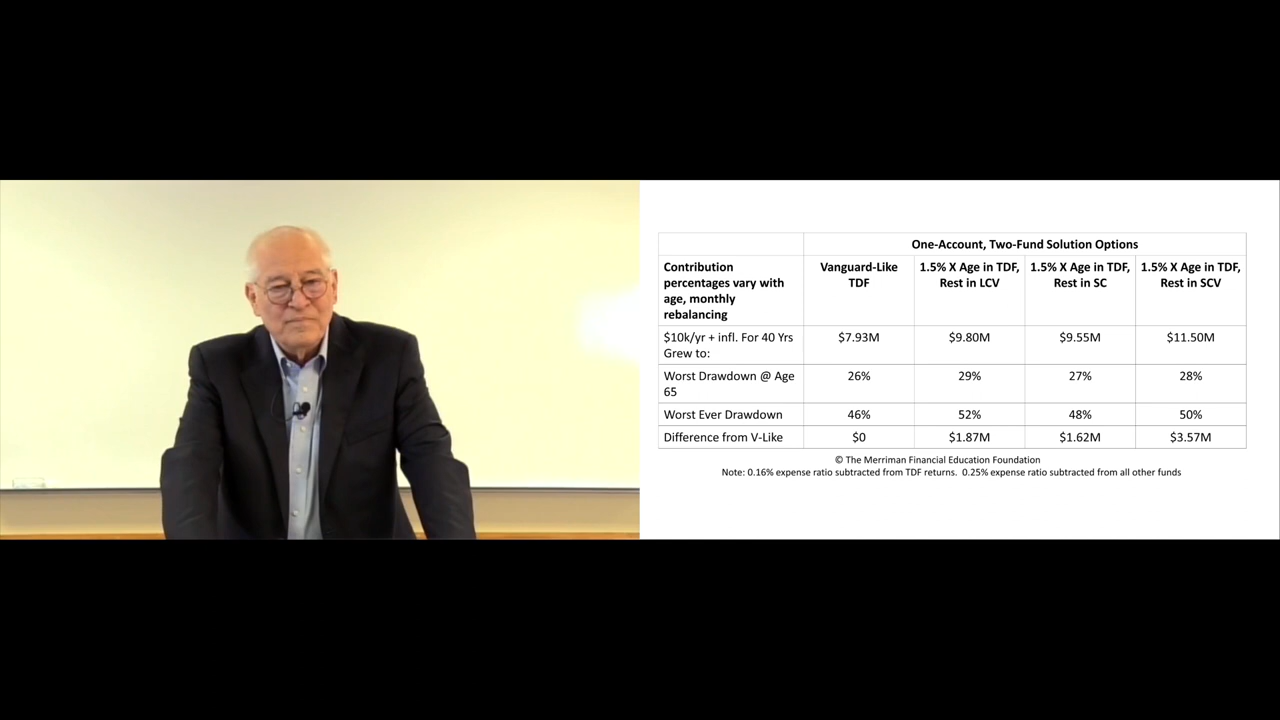 One-Account, Two-Fund Solution Options
Contribution
percentages vary with
age, monthly
rebalancing
Vanguard-Like
TDF
1.5% X Age in TDF,
Rest in LCV
1.5% X Age in TDF,
Rest in SC
1.5% X Age in TDF,
Rest in SCV
$10k/yr + infl. For 40 Yrs
Grew to:
$7.93M
$9.80M
$9.55M
$11.50M
Worst Drawdown @ Age
65
26%
29%
27%
28%
Worst Ever Drawdown
46%
52%
48%
50%
Difference from V-Like
$0
$1.87M
$1.62M
$3.57M
© The Merriman Financial Education Foundation
Note: 0.16% expense ratio subtracted from TDF returns.  0.25% expense ratio subtracted from all other funds